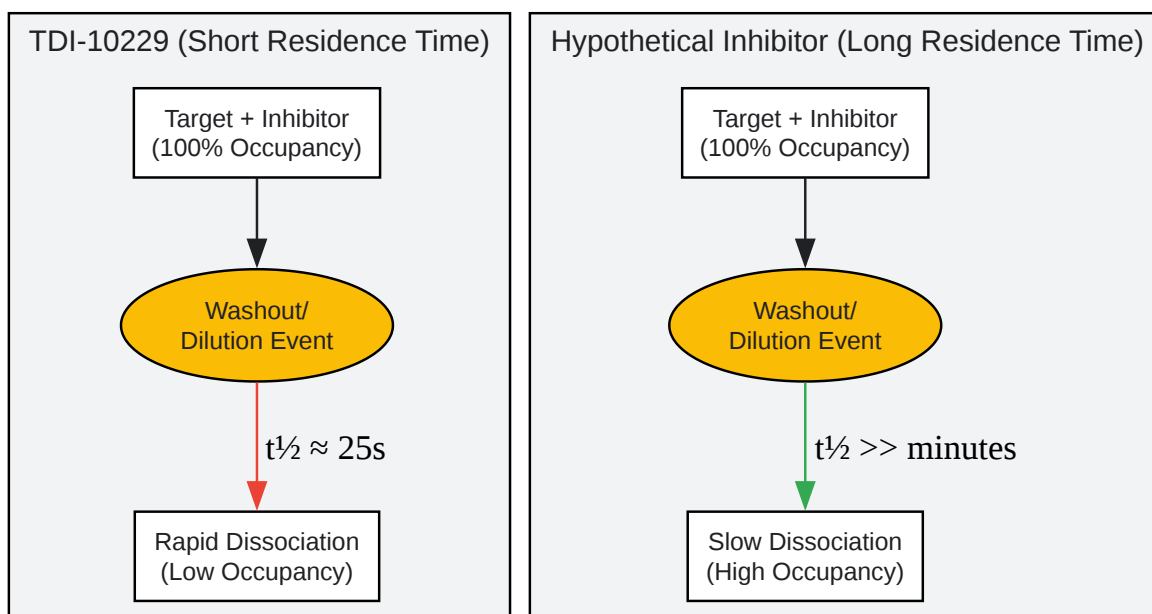 TDI-10229 (Short Residence Time)
Target + Inhibitor
(100% Occupancy)
Washout/
Dilution Event
t½ ≈ 25s
Rapid Dissociation
(Low Occupancy)
Hypothetical Inhibitor (Long Residence Time)
Target + Inhibitor
(100% Occupancy)
Washout/
Dilution Event
t½ >> minutes
Slow Dissociation
(High Occupancy)